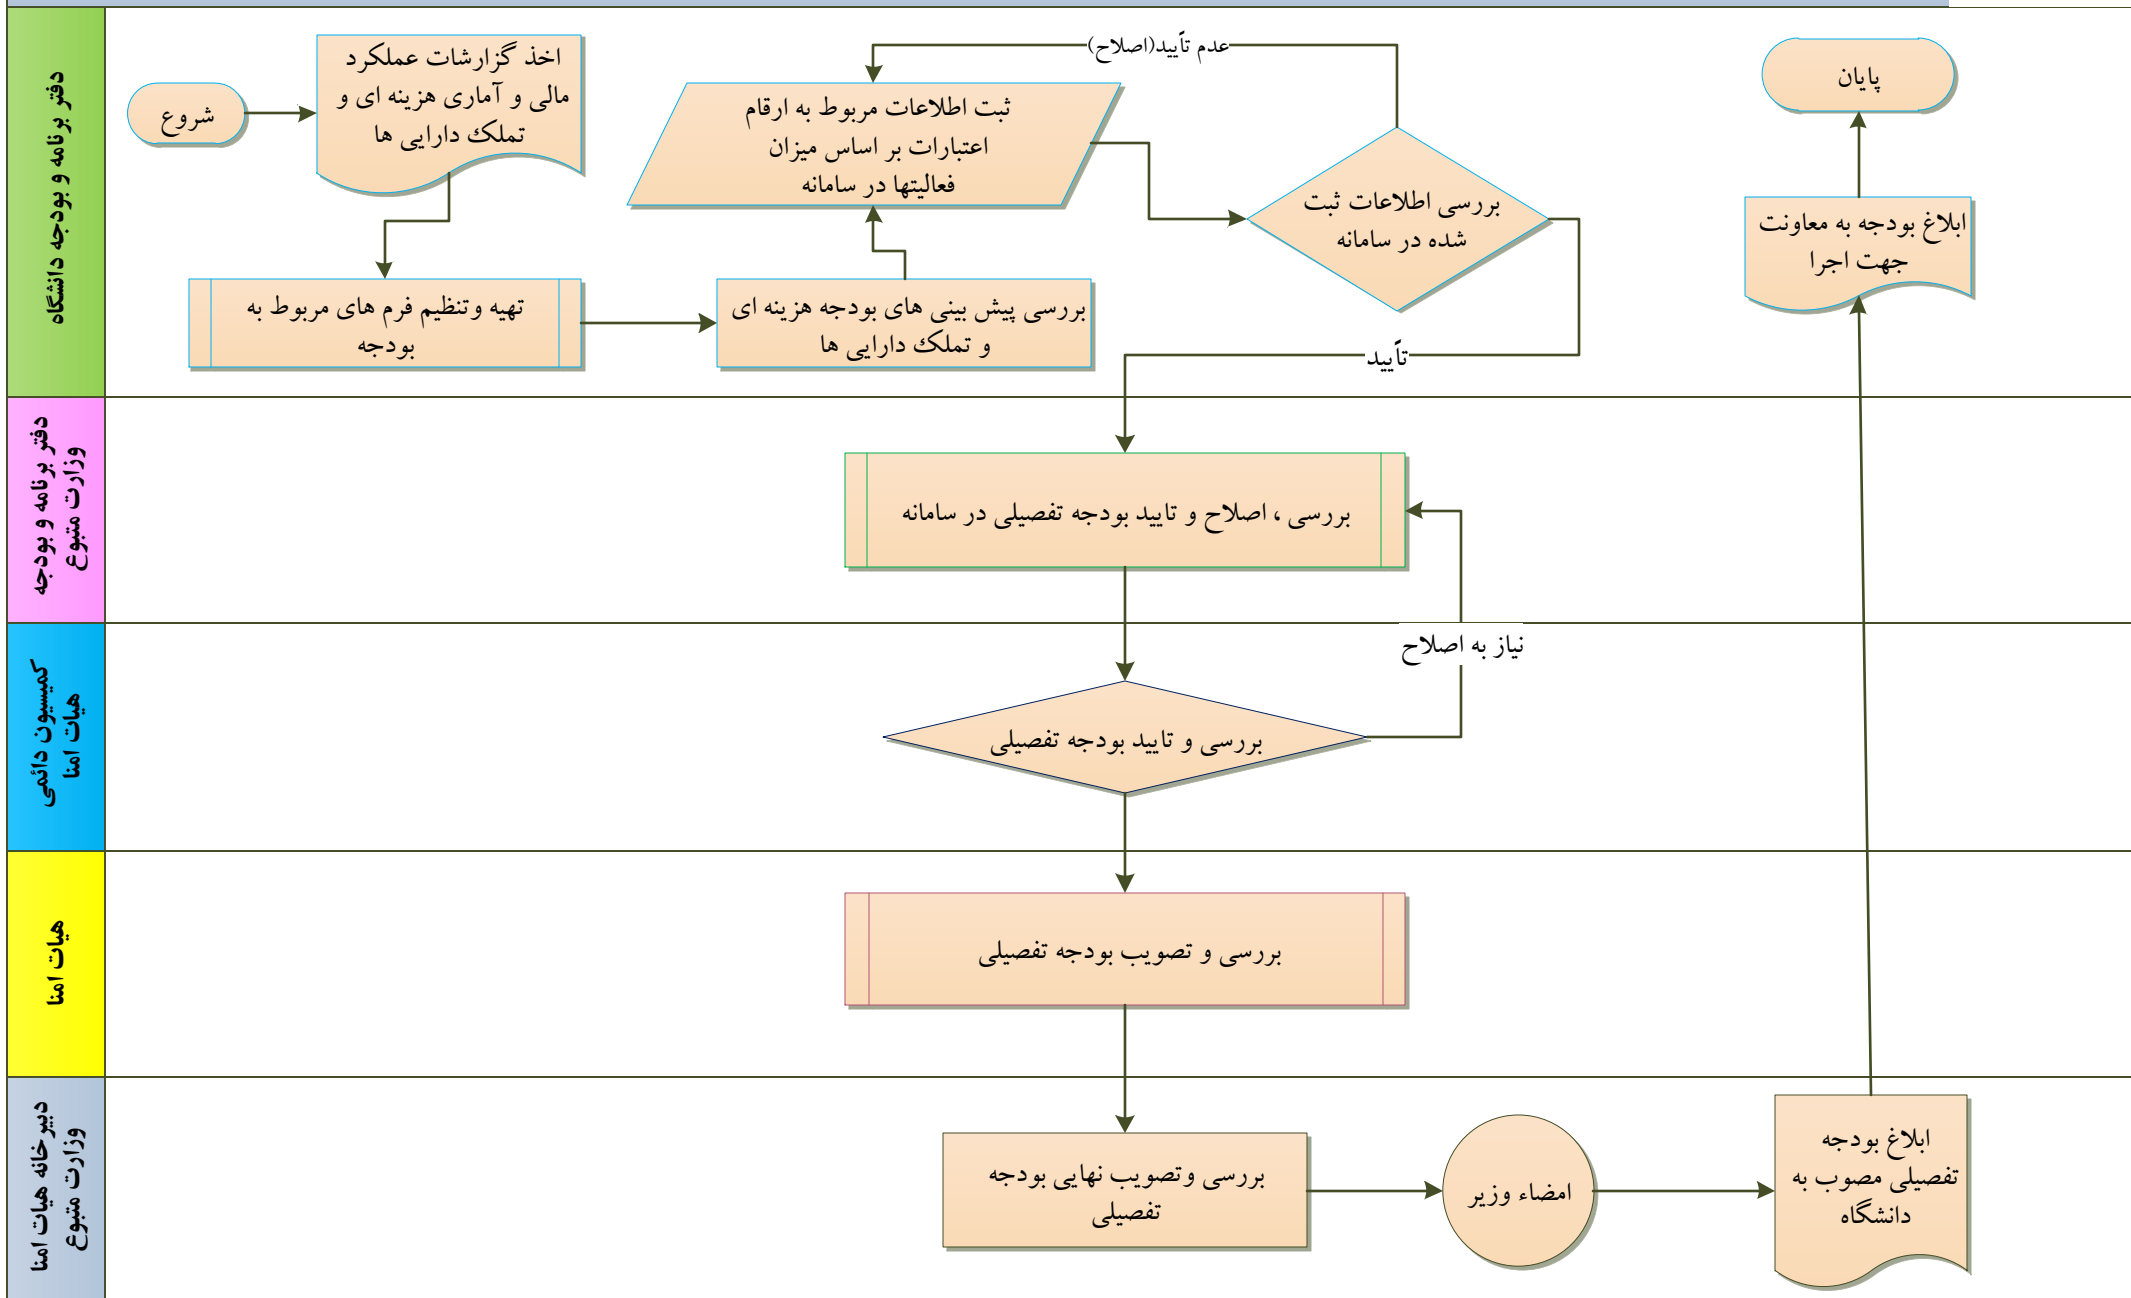 دفتر برنامه و بودجه دانشگاه
شروع
اخذ گزارشات عملکرد
مالی و آماری هزینه ای و
تملک دارایی ها
تهیه وتنظیم فرم های مربوط به
بودجه
بررسی پیش بینی های بودجه هزینه ای
و تملک دارایی ها
ثبت اطلاعات مربوط به ارقام
اعتبارات بر اساس میزان
فعالیتها در سامانه
عدم تأیید(اصلاح)
بررسی اطلاعات ثبت
شده در سامانه
تأیید
پایان
ابلاغ بودجه به معاونت
جهت اجرا
دفتر برنامه و بودجه
وزارت متبوع
بررسی ، اصلاح و تایید بودجه تفصیلی در سامانه
نیاز به اصلاح
کمیسیون دائمی
هیات امنا
بررسی و تایید بودجه تفصیلی
هیات امنا
بررسی و تصویب بودجه تفصیلی
دبیرخانه هیات امنا
وزارت متبوع
بررسی وتصویب نهایی بودجه
تفصیلی
امضاء وزیر
ابلاغ بودجه
تفصیلی مصوب به
دانشگاه